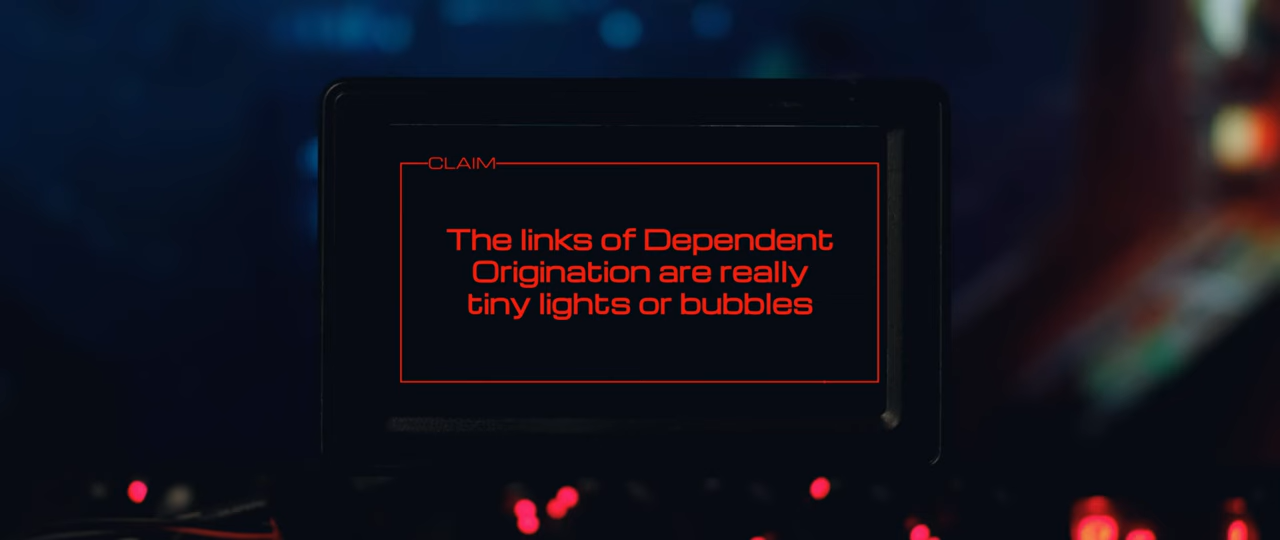 CLAIM
The links of Dependent
Origination are really
tiny lights or bubbles